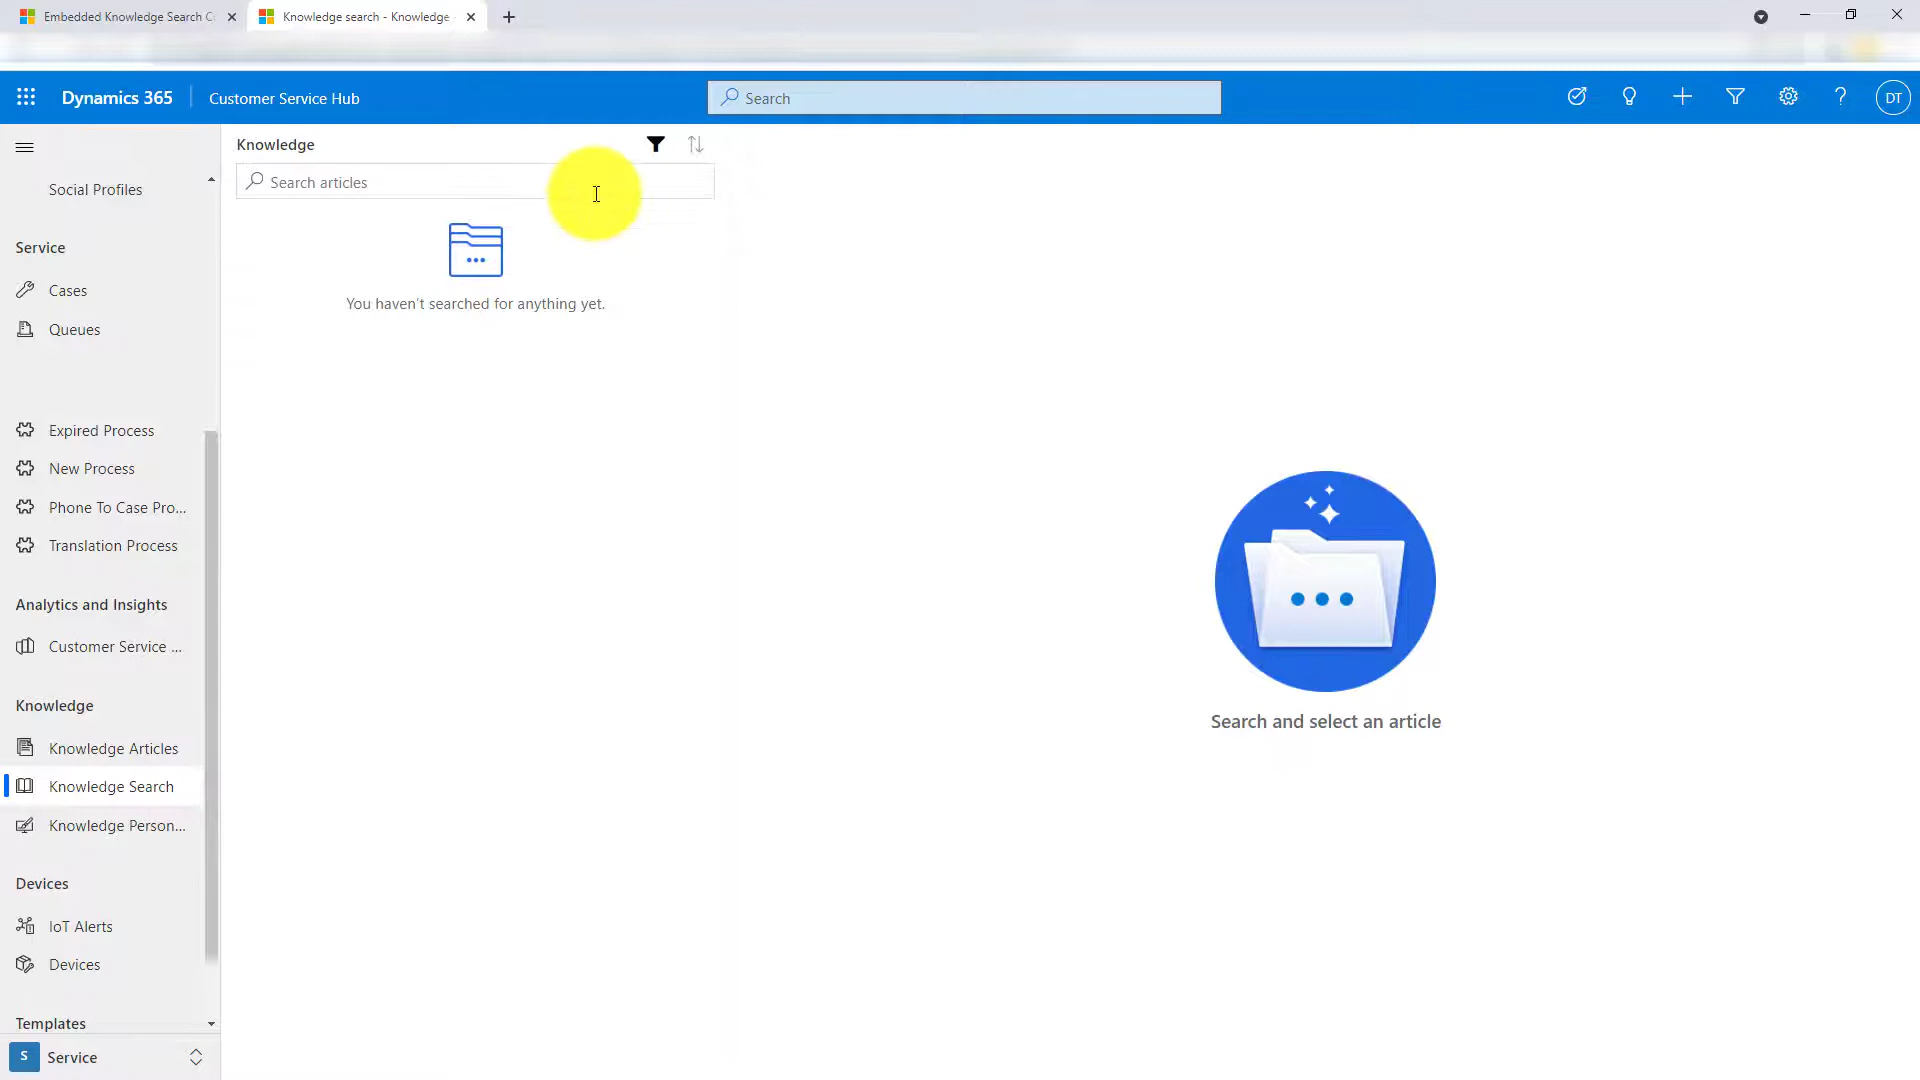 Embedded Knowledge Search C
Knowledge search - Knowledge
Dynamics 365
Customer Service Hub
Search
DT
Knowledge
Search articles
You haven't searched for anything yet.
Social Profiles
Service
Cases
Queues
Expired Process
New Process
Phone To Case Pro...
Translation Process
Analytics and Insights
Customer Service ...
Knowledge
Knowledge Articles
Knowledge Search
Knowledge Person...
Devices
IoT Alerts
Devices
Templates
S
Service
Search and select an article